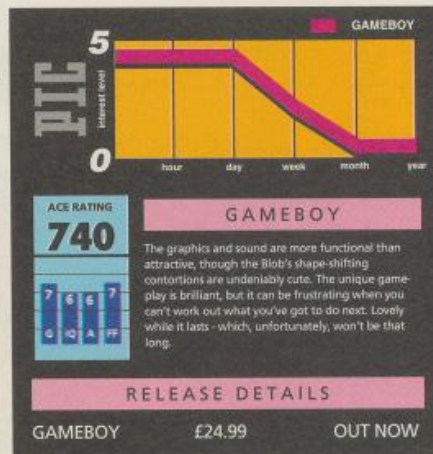 GAMEBOY
PIC
interest level
5
0
hour day week month year
ACE RATING
740
7 6 6 7
G IQ A FF
GAMEBOY
The graphics and sound are more functional than
attractive, though the Blob's shape-shifting
contortions are undeniably cute. The unique game-
play is brilliant, but it can be frustrating when you
can't work out what you've got to do next. Lovely
while it lasts - which, unfortunately, won't be that
long.
RELEASE DETAILS
GAMEBOY £24.99 OUT NOW